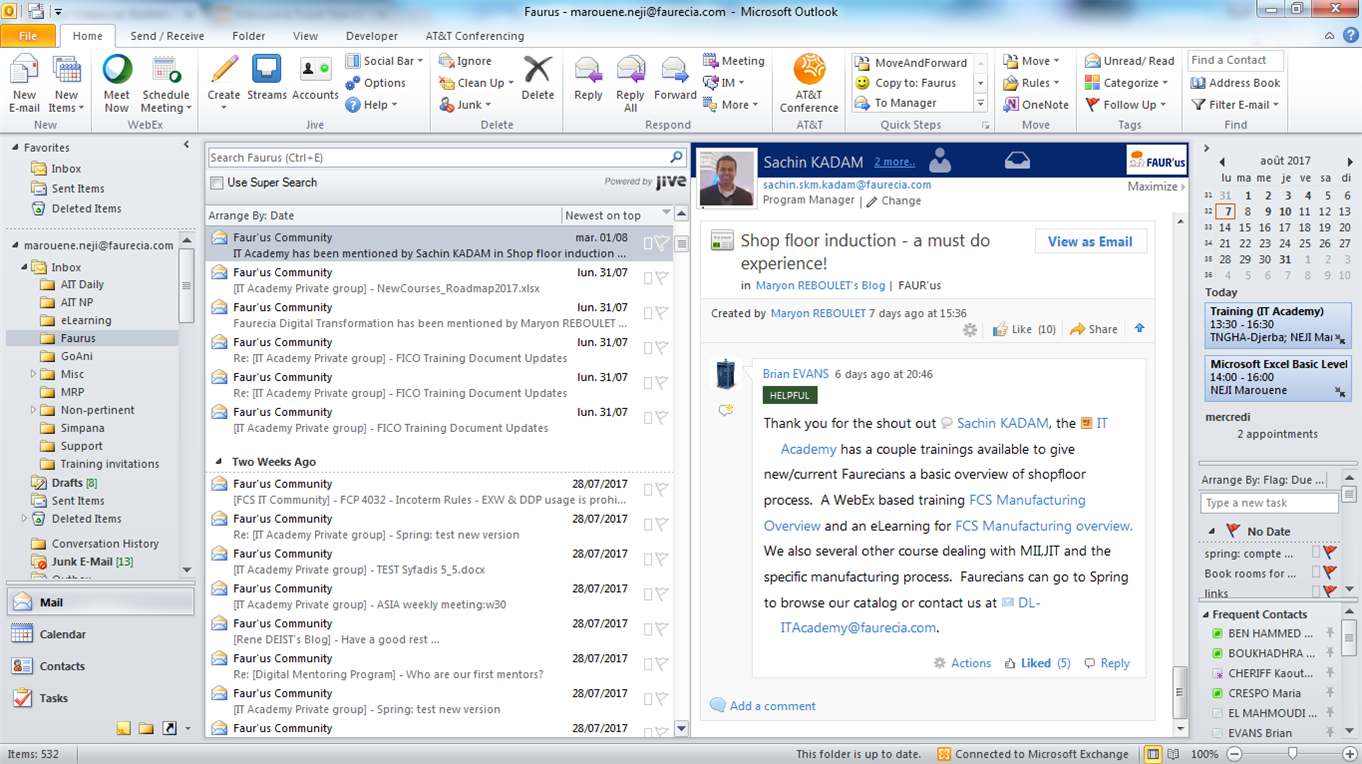 Faurus - marouene.neji@faurecia.com - Microsoft Outlook
File Home Send / Receive Folder View Developer AT&T Conferencing
New E-mail
New Items
New
Meet Now
Schedule Meeting
WebEx
Create
Streams
Accounts
Social Bar
Options
Help
Jive
Ignore
Clean Up
Junk
Delete
Delete
Reply
Reply All
Forward
Meeting
IM
More
Respond
AT&T Conference
AT&T
MoveAndForward
Copy to: Faurus
To Manager
Quick Steps
Move
Rules
OneNote
Move
Unread/ Read
Categorize
Follow Up
Tags
Find a Contact
Address Book
Filter E-mail
Find
Favorites
Inbox
Sent Items
Deleted Items
marouene.neji@faurecia.com
Inbox
AIT Daily
AIT NP
eLearning
Faurus
GoAni
Misc
MRP
Non-pertinent
Simpana
Support
Training invitations
Drafts [8]
Sent Items
Deleted Items
Conversation History
Junk E-Mail [13]
Outbox
Mail
Calendar
Contacts
Tasks
Search Faurus (Ctrl+E)
Use Super Search
Powered by jive
Arrange By: Date Newest on top
Faur'us Community mar. 01/08
IT Academy has been mentioned by Sachin KADAM in Shop floor induction ...
Faur'us Community lun. 31/07
[IT Academy Private group] - NewCourses_Roadmap2017.xlsx
Faur'us Community lun. 31/07
Faurecia Digital Transformation has been mentioned by Maryon REBOULET ...
Faur'us Community lun. 31/07
Re: [IT Academy Private group] - FICO Training Document Updates
Faur'us Community lun. 31/07
Re: [IT Academy Private group] - FICO Training Document Updates
Faur'us Community lun. 31/07
[IT Academy Private group] - FICO Training Document Updates
Two Weeks Ago
Faur'us Community 28/07/2017
[FCS IT Community] - FCP 4032 - Incoterm Rules - EXW & DDP usage is prohi...
Faur'us Community 28/07/2017
Re: [IT Academy Private group] - Spring: test new version
Faur'us Community 28/07/2017
[IT Academy Private group] - TEST Syfadis 5_5.docx
Faur'us Community 28/07/2017
[IT Academy Private group] - ASIA weekly meeting:w30
Faur'us Community 28/07/2017
[Rene DEIST's Blog] - Have a good rest ...
Faur'us Community 28/07/2017
Re: [Digital Mentoring Program] - Who are our first mentors?
Faur'us Community 28/07/2017
[IT Academy Private group] - Spring: test new version
Faur'us Community 28/07/2017
Sachin KADAM 2 more..
FAUR'us
sachin.skm.kadam@faurecia.com
Maximize
Program Manager | Change
Shop floor induction - a must do
experience!
View as Email
in Maryon REBOULET's Blog | FAUR'us
Created by Maryon REBOULET 7 days ago at 15:36
Like (10) Share
Brian EVANS 6 days ago at 20:46
HELPFUL
Thank you for the shout out Sachin KADAM, the IT
Academy has a couple trainings available to give
new/current Faurecians a basic overview of shopfloor
process. A WebEx based training FCS Manufacturing
Overview and an eLearning for FCS Manufacturing overview.
We also several other course dealing with MII,JIT and the
specific manufacturing process. Faurecians can go to Spring
to browse our catalog or contact us at DL-
ITAcademy@faurecia.com.
Actions Liked (5) Reply
Add a comment
août 2017
lu ma me je ve sa di
31 31 1 2 3 4 5 6
32 7 8 9 10 11 12 13
33 14 15 16 17 18 19 20
34 21 22 23 24 25 26 27
35 28 29 30 31 1 2 3
36 4 5 6 7 8 9 10
Today
Training (IT Academy)
13:30 - 16:30
TNGHA-Djerba; NEJI Mar
Microsoft Excel Basic Level
14:00 - 16:00
NEJI Marouene
mercredi
2 appointments
Arrange By: Flag: Due ...
Type a new task
No Date
spring: compte ...
Book rooms for ...
links
Frequent Contacts
BEN HAMMED ...
BOUKHADHRA ...
CHERIFF Kaout...
CRESPO Maria
EL MAHMOUDI ...
EVANS Brian
Items: 532
This folder is up to date. Connected to Microsoft Exchange 100%